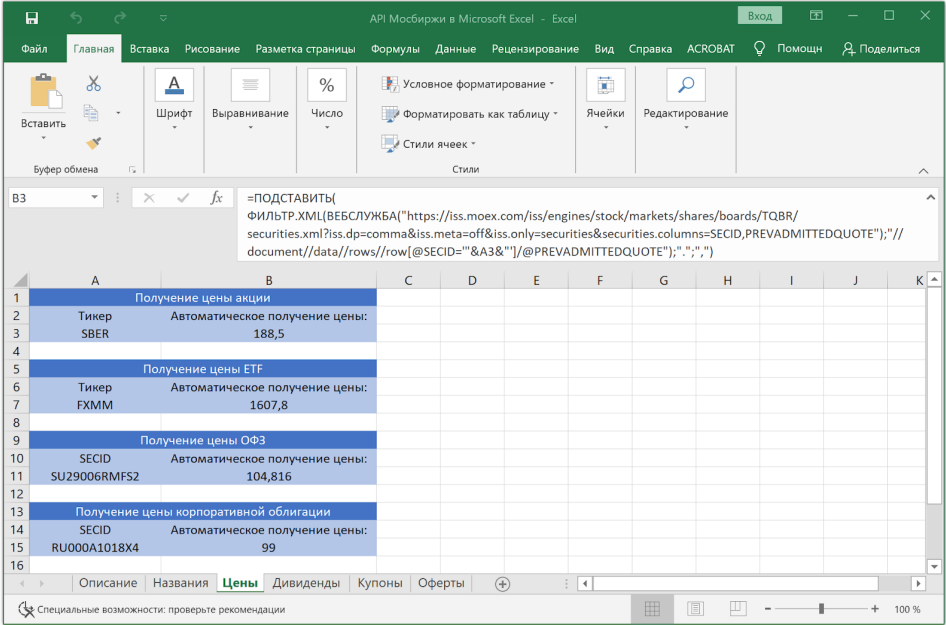 API Мосбиржи в Microsoft Excel - Excel
Вход
Файл Главная Вставка Рисование Разметка страницы Формулы Данные Рецензирование Вид Справка ACROBAT Помощн Поделиться
Вставить
Буфер обмена
А
Шрифт
Выравнивание
%
Число
Условное форматирование
Форматировать как таблицу
Стили ячеек
Стили
Ячейки
Редактирование
B3
fx
=ПОДСТАВИТЬ(
ФИЛЬТР.XML(ВЕБСЛУЖБА("https://iss.moex.com/iss/engines/stock/markets/shares/boards/TQBR/
securities.xml?iss.dp=comma&iss.meta=off&iss.only=securities&securities.columns=SECID,PREVADMITTEDQUOTE");"//
document//data//rows//row[@SECID='"&A3&"']/@PREVADMITTEDQUOTE");".";",")
A B C D E F G H I J K
1 Получение цены акции
2 Тикер Автоматическое получение цены:
3 SBER 188,5
4
5 Получение цены ETF
6 Тикер Автоматическое получение цены:
7 FXMM 1607,8
8
9 Получение цены ОФЗ
10 SECID Автоматическое получение цены:
11 SU29006RMFS2 104,816
12
13 Получение цены корпоративной облигации
14 SECID Автоматическое получение цены:
15 RU000A1018X4 99
16
Описание Названия Цены Дивиденды Купоны Оферты
Специальные возможности: проверьте рекомендации
100 %